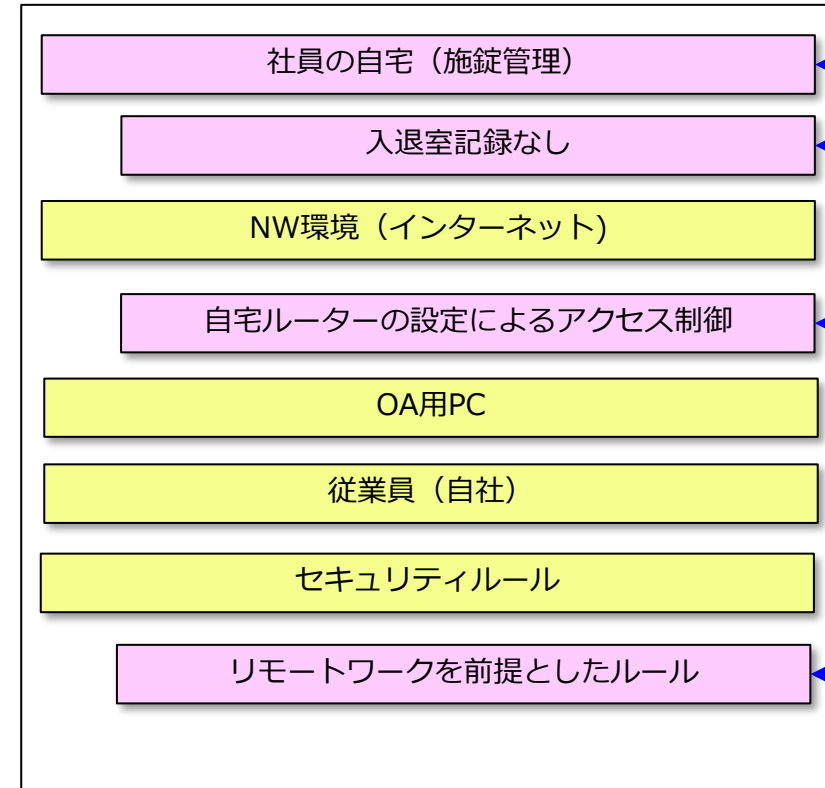 社員の自宅（施錠管理）
入退室記録なし
NW環境（インターネット)
自宅ルーターの設定によるアクセス制御
OA用PC
従業員（自社）
セキュリティルール
リモートワークを前提としたルール